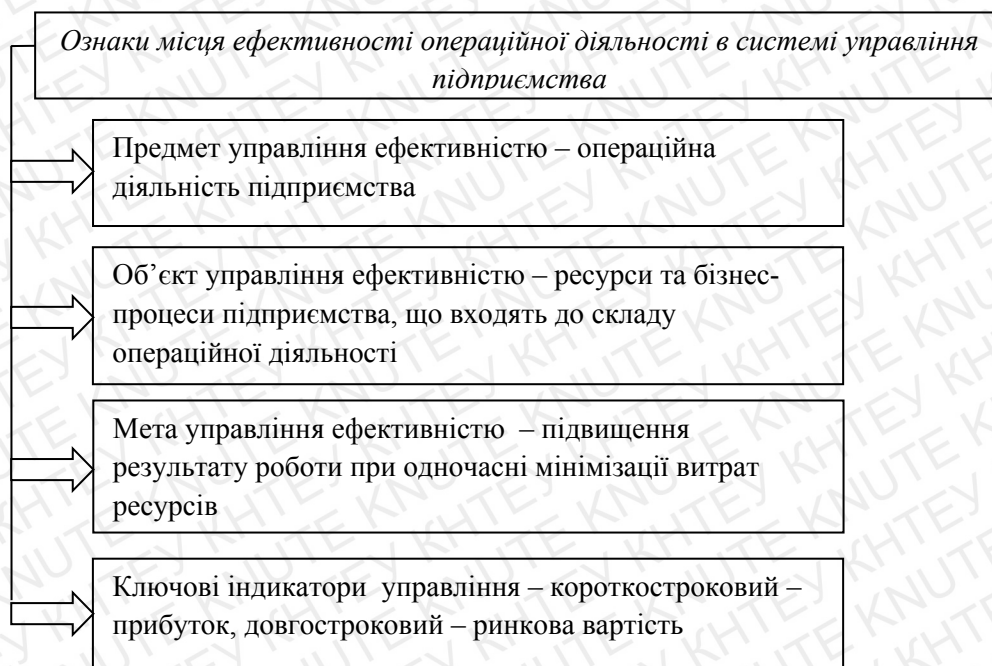 Ознаки місця ефективності операційної діяльності в системі управління
підприємства
Предмет управління ефективністю – операційна
діяльність підприємства
Об’єкт управління ефективністю – ресурси та бізнес-
процеси підприємства, що входять до складу
операційної діяльності
Мета управління ефективністю – підвищення
результату роботи при одночасні мінімізації витрат
ресурсів
Ключові індикатори управління – короткостроковий –
прибуток, довгостроковий – ринкова вартість